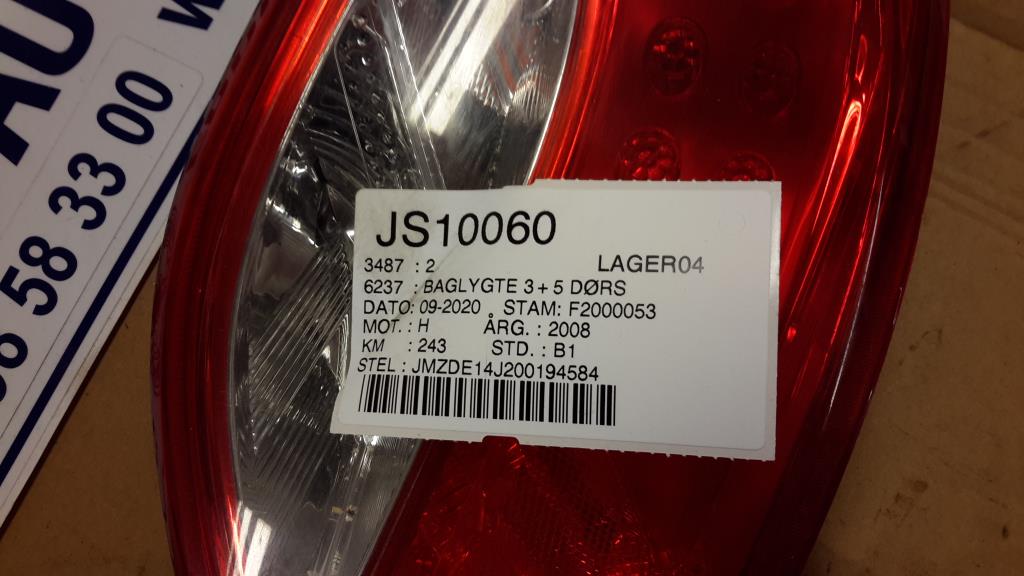 AU
W
58 33 00
JS10060
3487 : 2 LAGER04
6237 : BAGLYGTE 3 + 5 DØRS
DATO: 09-2020 STAM: F2000053
MOT. : H ÅRG. : 2008
KM : 243 STD. : B1
STEL : JMZDE14J200194584